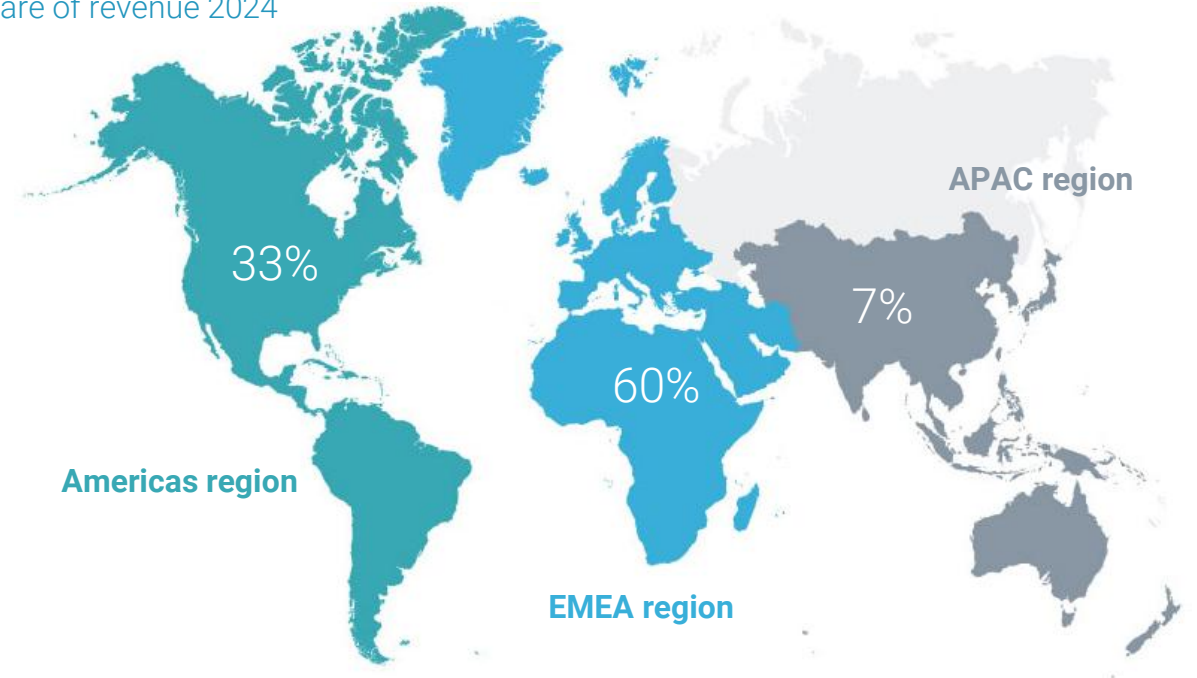 are of revenue 2024
APAC region
33%
7%
60%
Americas region
EMEA region